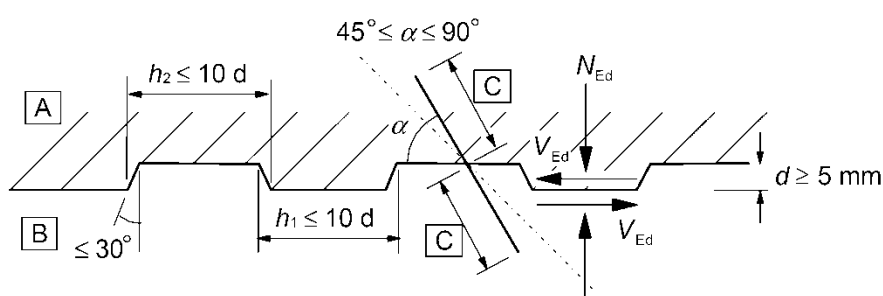 45° ≤ α ≤ 90°
h₂ ≤ 10 d
C
N_Ed
A
α
V_Ed
d ≥ 5 mm
B
≤ 30°
h₁ ≤ 10 d
C
V_Ed